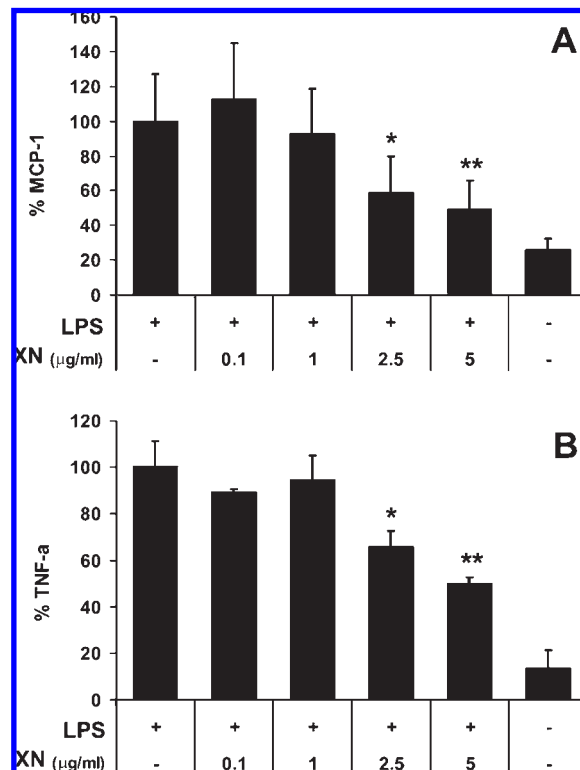 A
160
140
120
100
80
60
40
20
0
% MCP-1
* **
LPS + + + + + -
XN (μg/ml) - 0.1 1 2.5 5 -
B
120
100
80
60
40
20
0
% TNF-a
* **
LPS + + + + + -
XN (μg/ml) - 0.1 1 2.5 5 -